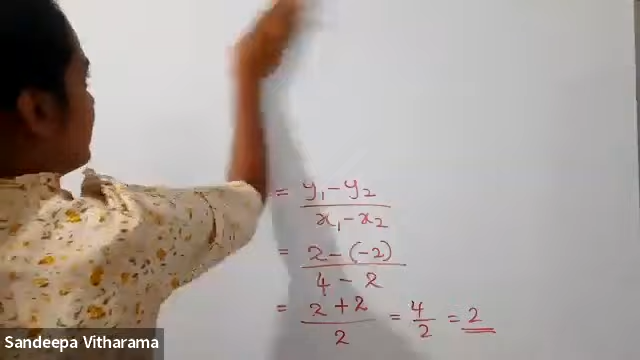 = y₁ - y₂ / x₁ - x₂
= 2 - (-2) / 4 - 2
= 2 + 2 / 2 = 4 / 2 = 2
Sandeepa Vitharama